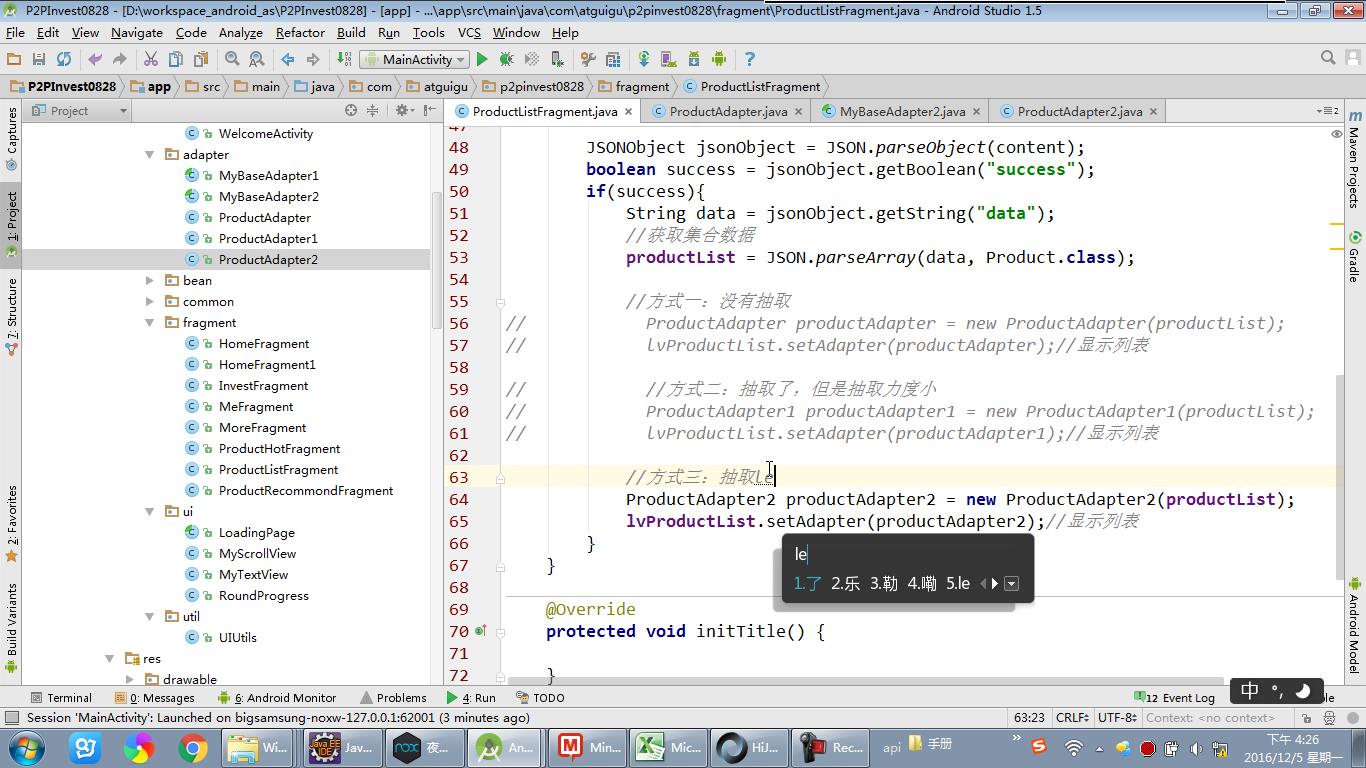 P2PInvest0828 - [D:\workspace_android_as\P2PInvest0828] - [app] - ...\app\src\main\java\com\atguigu\p2pinvest0828\fragment\ProductListFragment.java - Android Studio 1.5
File Edit View Navigate Code Analyze Refactor Build Run Tools VCS Window Help
MainActivity
P2PInvest0828 app src main java com atguigu p2pinvest0828 fragment ProductListFragment
Project
ProductListFragment.java ProductAdapter.java MyBaseAdapter2.java ProductAdapter2.java
2
Captures
1: Project
7: Structure
2: Favorites
Build Variants
WelcomeActivity
adapter
MyBaseAdapter1
MyBaseAdapter2
ProductAdapter
ProductAdapter1
ProductAdapter2
bean
common
fragment
HomeFragment
HomeFragment1
InvestFragment
MeFragment
MoreFragment
ProductHotFragment
ProductListFragment
ProductRecommondFragment
ui
LoadingPage
MyScrollView
MyTextView
RoundProgress
util
UIUtils
res
drawable
47
48 JSONObject jsonObject = JSON.parseObject(content);
49 boolean success = jsonObject.getBoolean("success");
50 if(success){
51 String data = jsonObject.getString("data");
52 //获取集合数据
53 productList = JSON.parseArray(data, Product.class);
54
55 //方式一：没有抽取
56 // ProductAdapter productAdapter = new ProductAdapter(productList);
57 // lvProductList.setAdapter(productAdapter);//显示列表
58
59 // //方式二：抽取了，但是抽取力度小
60 // ProductAdapter1 productAdapter1 = new ProductAdapter1(productList);
61 // lvProductList.setAdapter(productAdapter1);//显示列表
62
63 //方式三：抽取le
64 ProductAdapter2 productAdapter2 = new ProductAdapter2(productList);
65 lvProductList.setAdapter(productAdapter2);//显示列表
66 }
67 }
68
69 @Override
70 protected void initTitle() {
71
72 }
le
1.了 2.乐 3.勒 4.嘞 5.le
Maven Projects
Gradle
Android Model
Terminal 0: Messages 6: Android Monitor Problems 4: Run TODO 12 Event Log
中 °,
Session 'MainActivity': Launched on bigsamsung-noxw-127.0.0.1:62001 (3 minutes ago) 63:23 CRLF UTF-8 Context: <no context>
Wi... Jav... 夜... An... Min... Mic... HiJ... Rec... api 手册
下午 4:26
2016/12/5 星期一